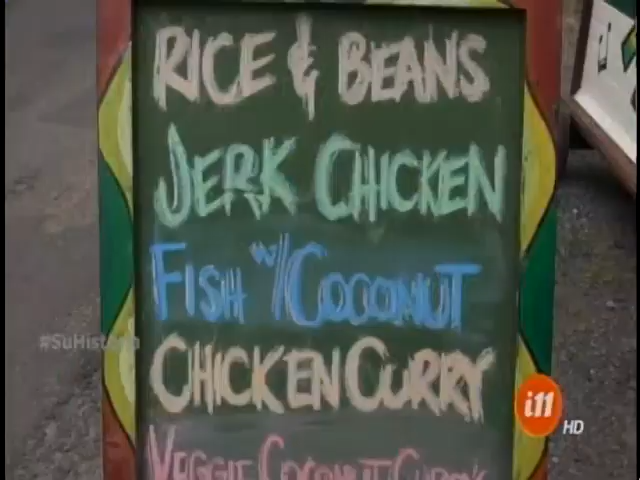 RICE & BEANS
JERK CHICKEN
FISH W/ COCONUT
CHICKEN CURRY
VEGGIE COCONUT CURRY'S
#SuHistoria
i11
HD